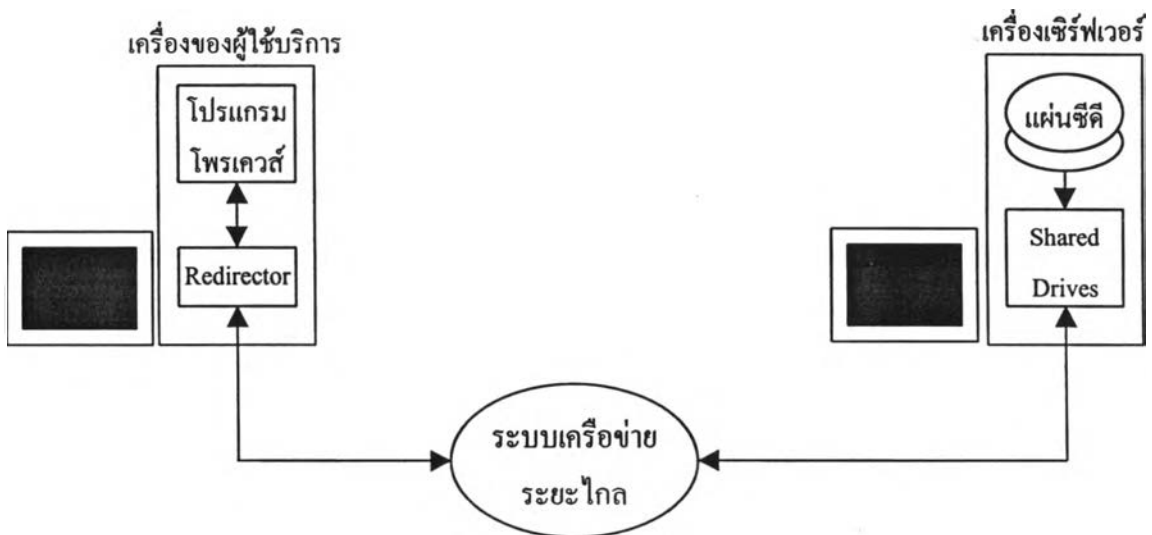 เครื่องของผู้ใช้บริการ
โปรแกรม
โพรเควส์
Redirector
เครื่องเซิร์ฟเวอร์
แผ่นซีดี
Shared
Drives
ระบบเครือข่าย
ระยะไกล